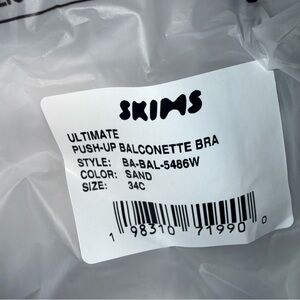 SKIMS
ULTIMATE
PUSH-UP BALCONETTE BRA
STYLE: BA-BAL-5486W
COLOR: SAND
SIZE: 34C
1 98310 71990 0